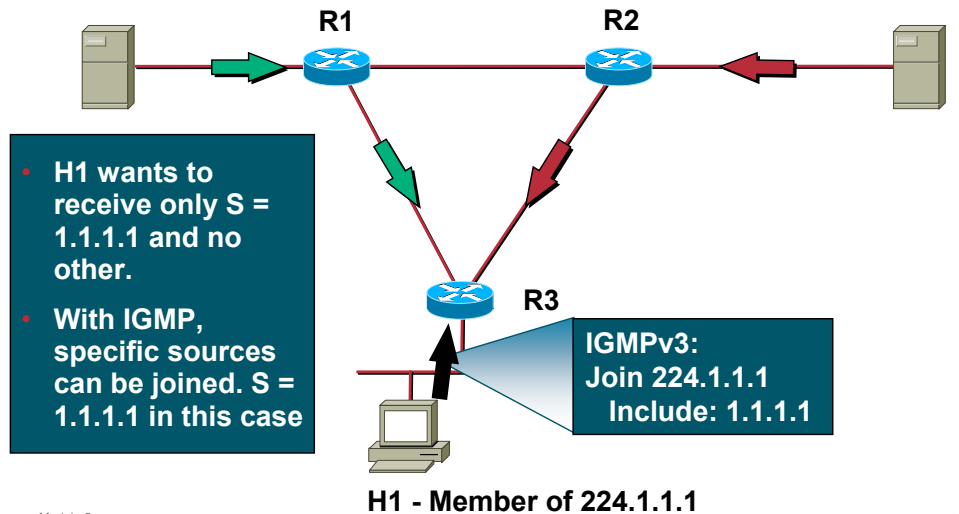 R1
R2
• H1 wants to
receive only S =
1.1.1.1 and no
other.
• With IGMP,
specific sources
can be joined. S =
1.1.1.1 in this case
R3
IGMPv3:
Join 224.1.1.1
Include: 1.1.1.1
H1 - Member of 224.1.1.1